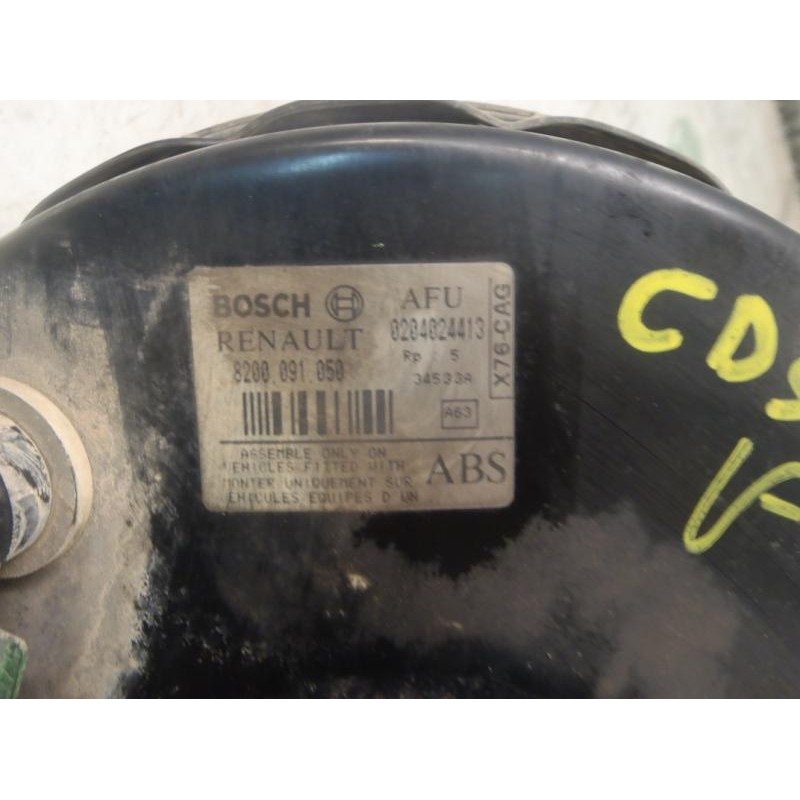 BOSCH AFU
RENAULT 0204024413
8200 091 050 Rp 5
34533A
X76 CAG
A63
ASSEMBLE ONLY ON
VEHICLES FITTED WITH
MONTER UNIQUEMENT SUR
VEHICULES EQUIPES D'UN
ABS